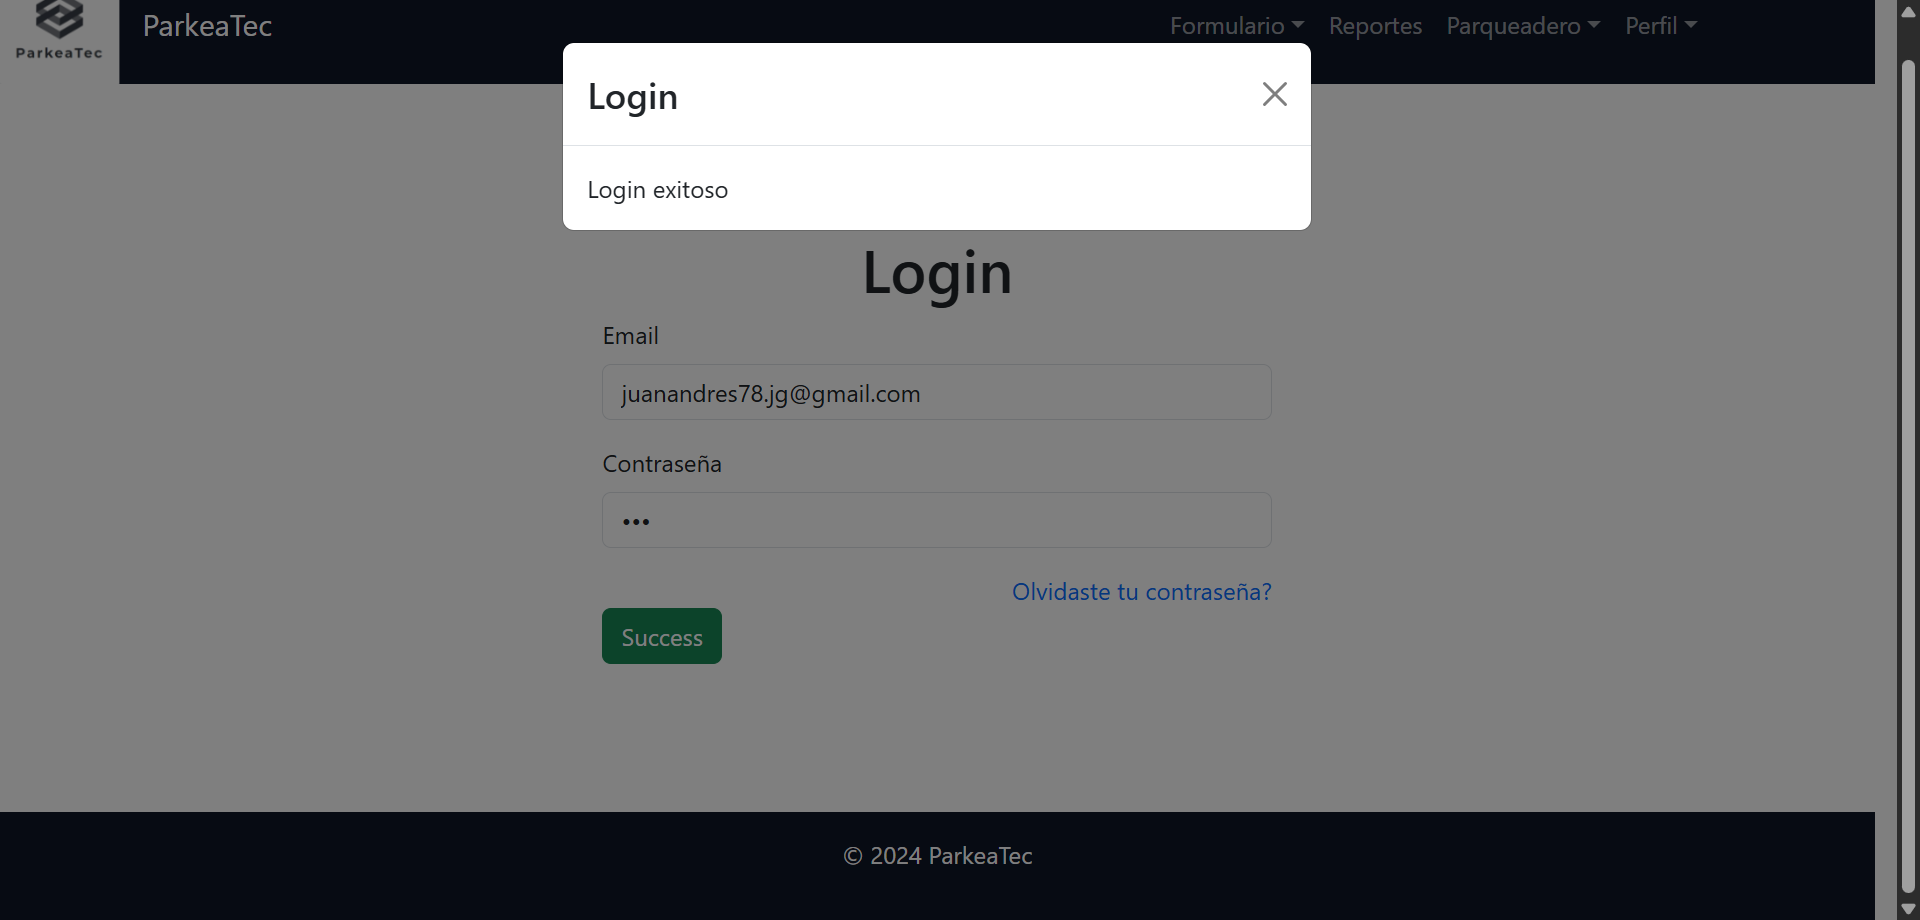 ParkeaTec
ParkeaTec
Formulario Reportes Parqueadero Perfil
Login
Login exitoso
Login
Email
juanandres78.jg@gmail.com
Contraseña
•••
Olvidaste tu contraseña?
Success
© 2024 ParkeaTec